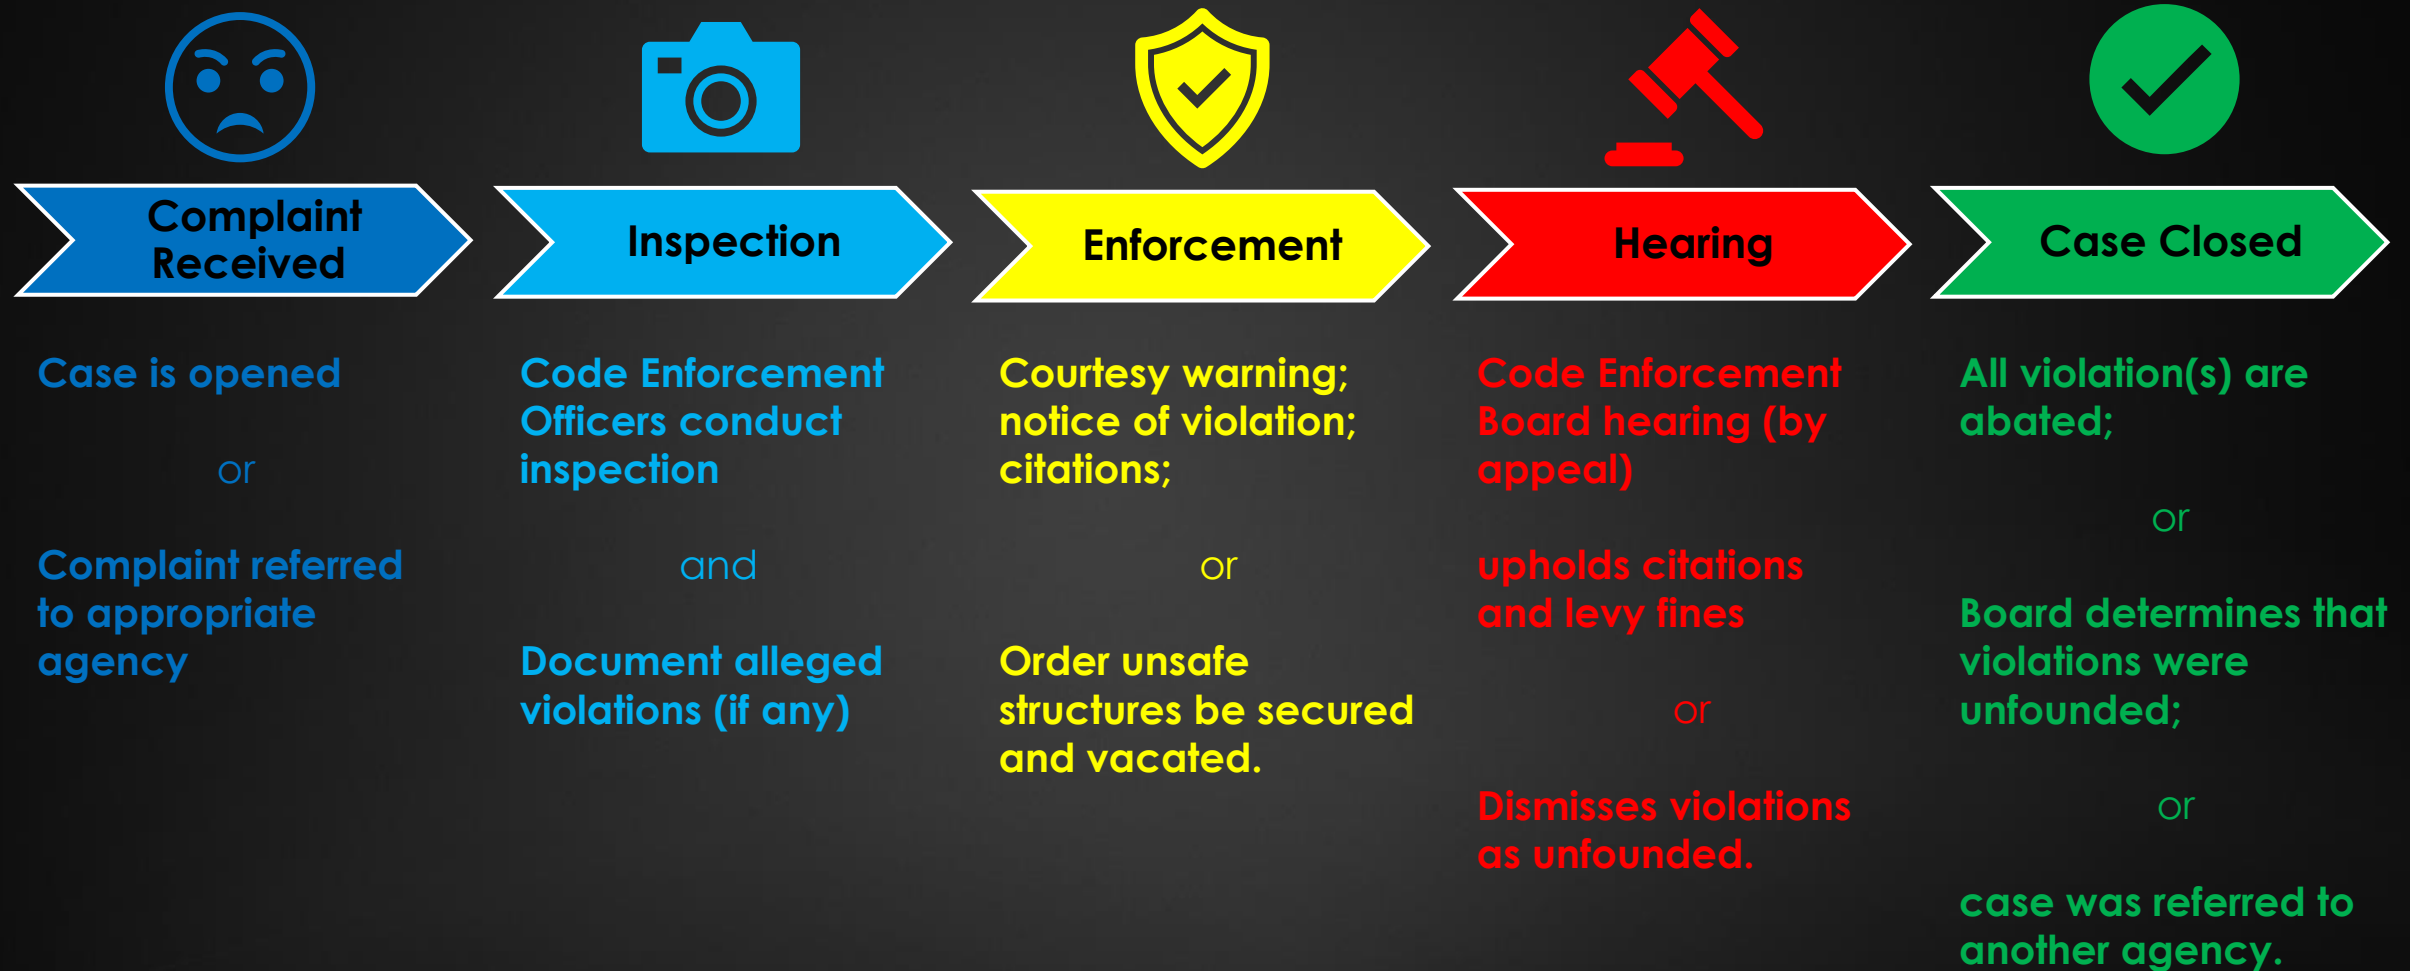 Complaint
Received
Inspection
Enforcement
Hearing
Case Closed
Case is opened
or
Complaint referred
to appropriate
agency
Code Enforcement
Officers conduct
inspection
and
Document alleged
violations (if any)
Courtesy warning;
notice of violation;
citations;
or
Order unsafe
structures be secured
and vacated.
Code Enforcement
Board hearing (by
appeal)
upholds citations
and levy fines
or
Dismisses violations
as unfounded.
All violation(s) are
abated;
or
Board determines that
violations were
unfounded;
or
case was referred to
another agency.